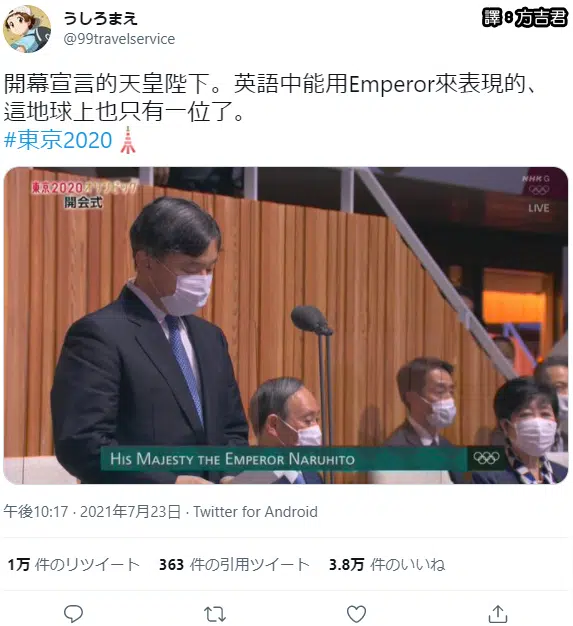 うしろまえ
譯：方吉君
@99travelservice
開幕宣言的天皇陛下。英語中能用Emperor來表現的、
這地球上也只有一位了。
#東京2020
東京2020オリンピック
開会式
NHK G
LIVE
HIS MAJESTY THE EMPEROR NARUHITO
午後10:17 · 2021年7月23日 · Twitter for Android
1万 件のリツイート 363 件の引用ツイート 3.8万 件のいいね